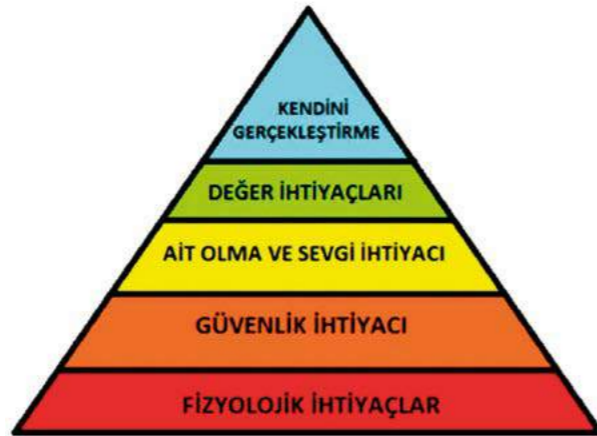 KENDİNİ
GERÇEKLEŞTİRME
DEĞER İHTİYAÇLARI
AİT OLMA VE SEVGİ İHTİYACI
GÜVENLİK İHTİYACI
FİZYOLOJİK İHTİYAÇLAR